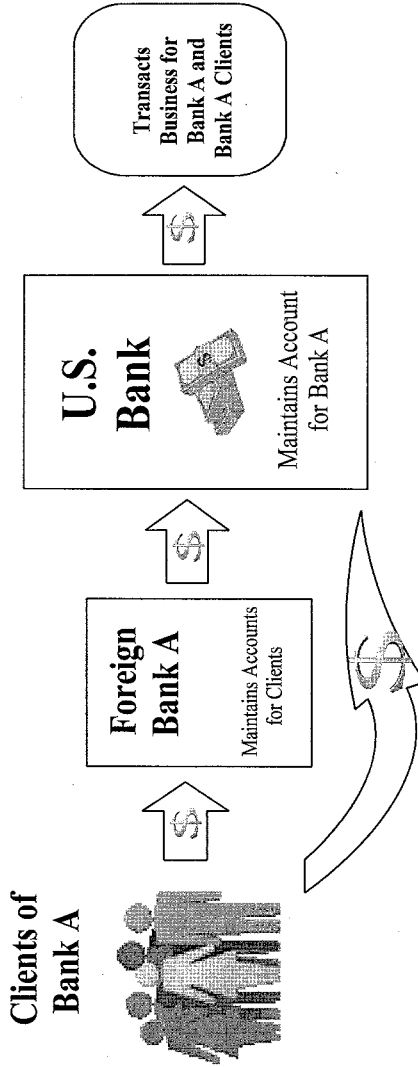 Clients of
Bank A
$
Foreign
Bank A
Maintains Accounts
for Clients
$
U.S.
Bank
$
Maintains Account
for Bank A
$
Transacts
Business for
Bank A and
Bank A Clients
$